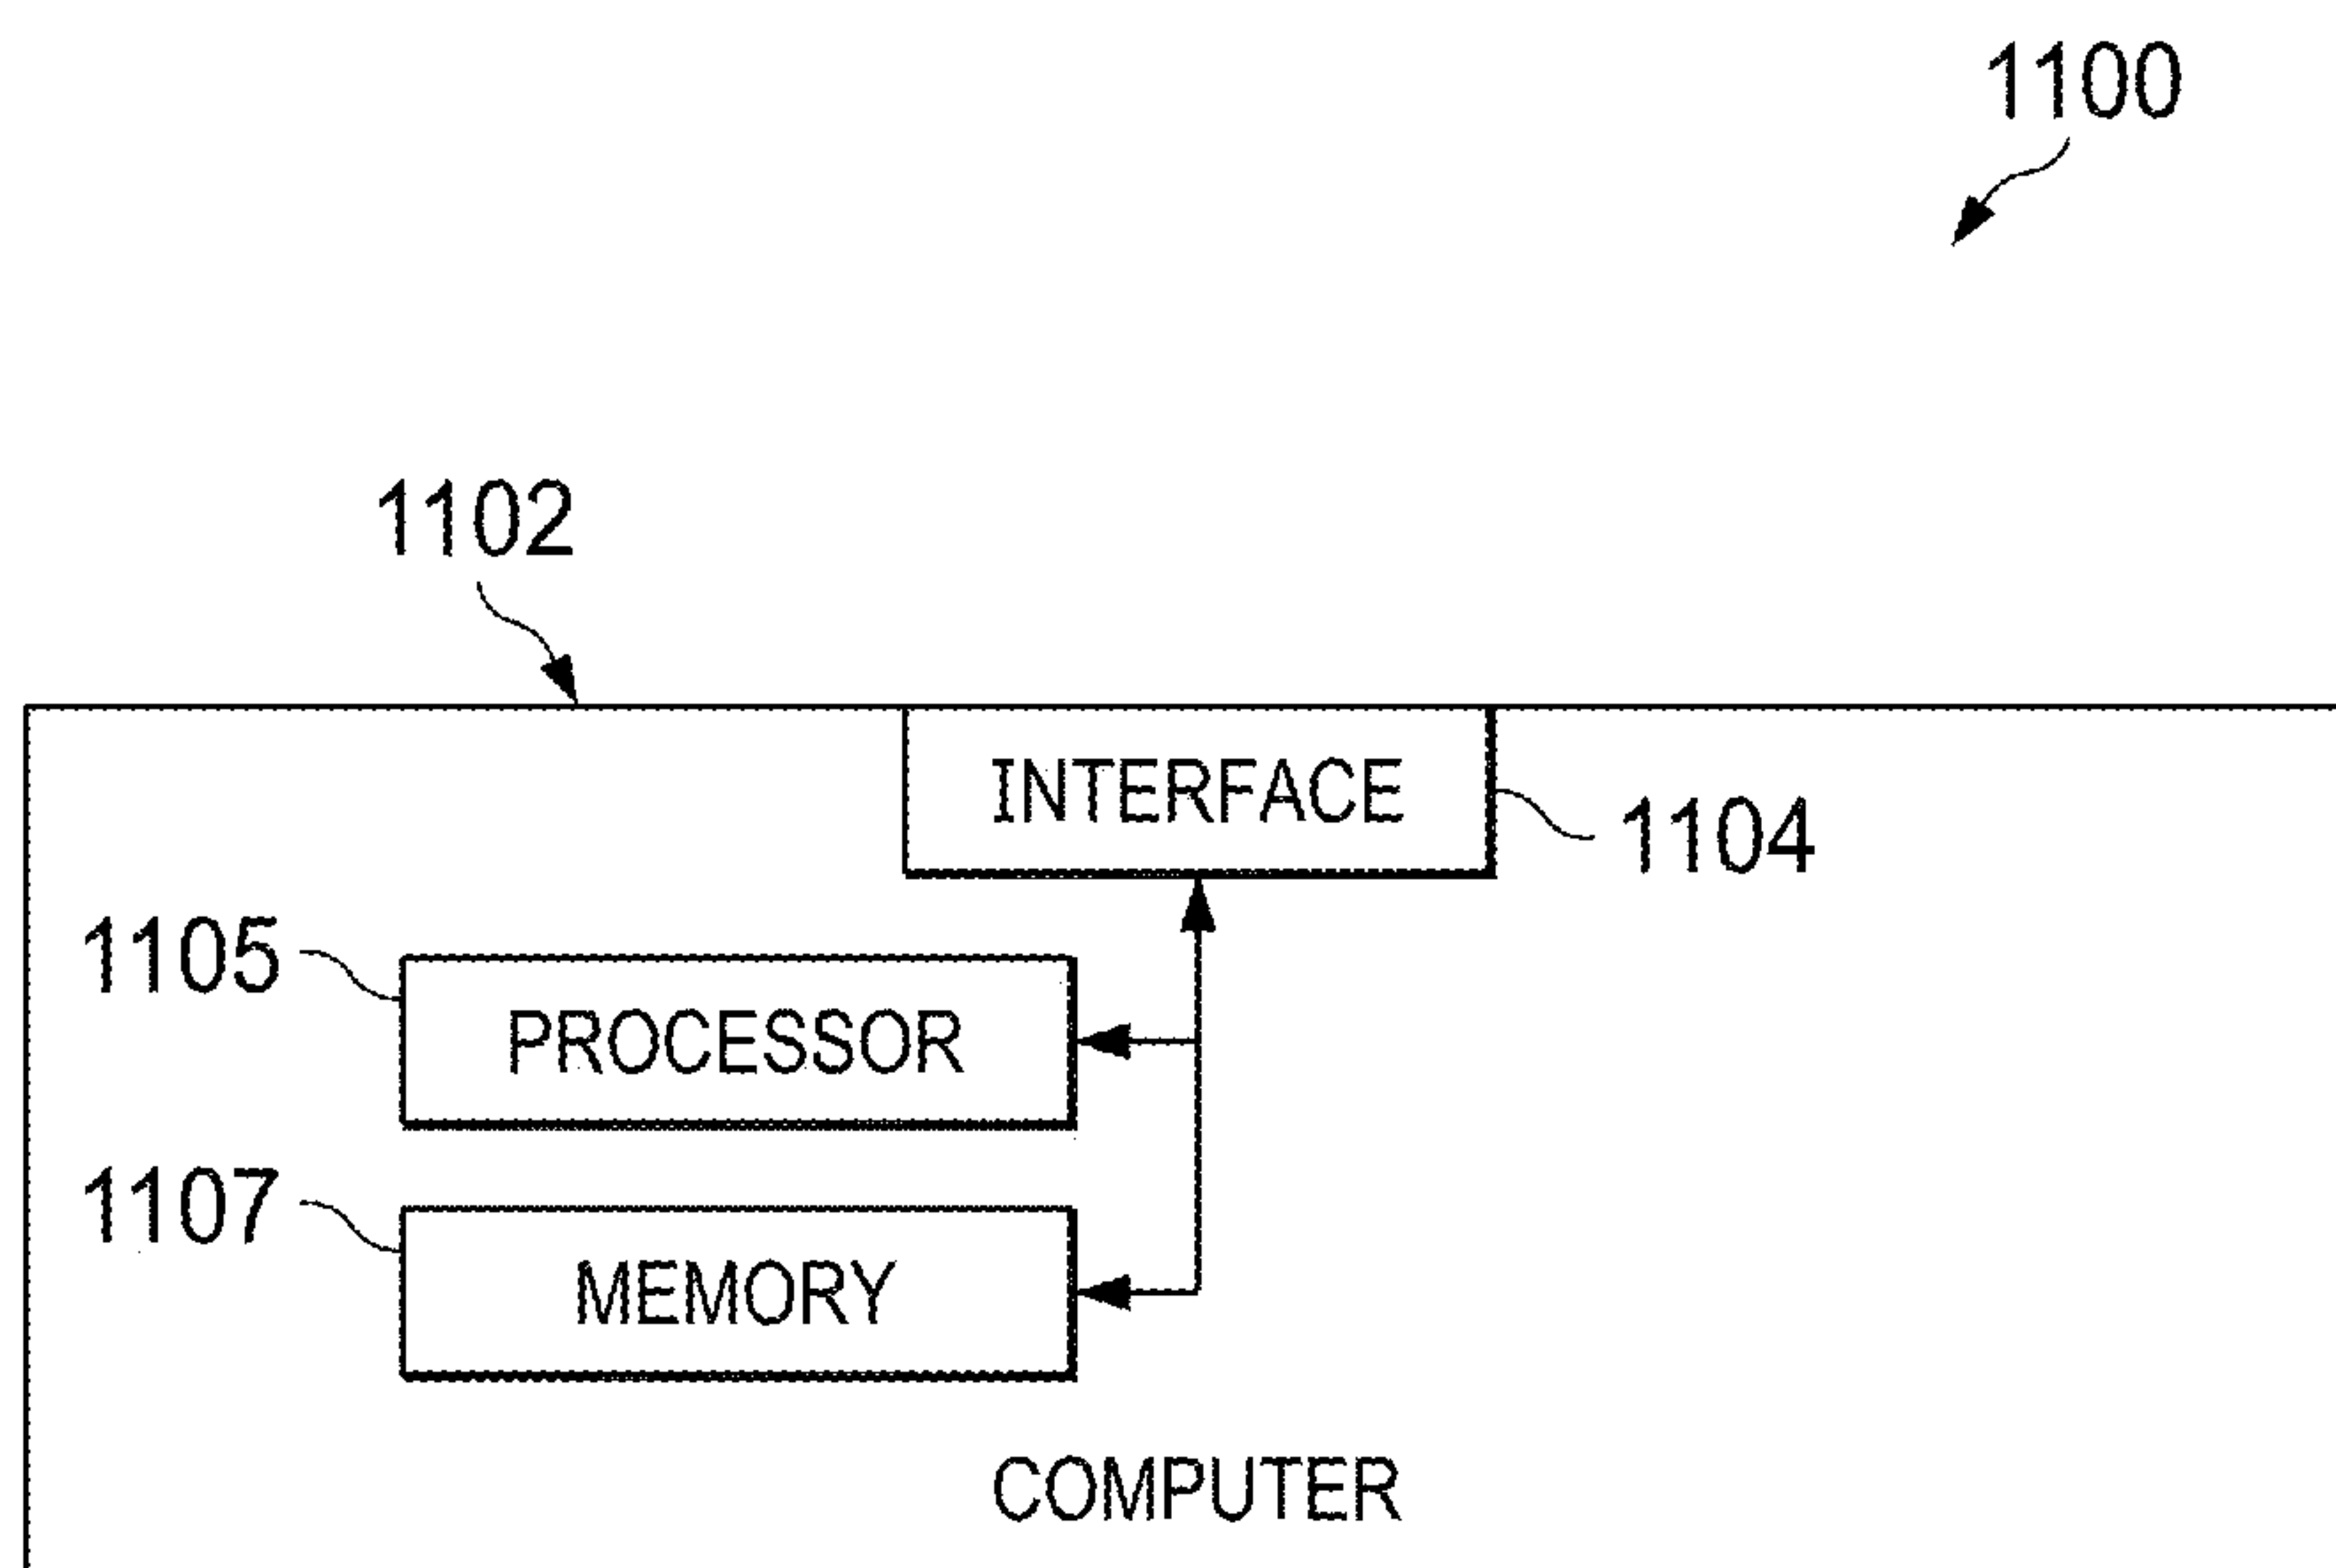 1100
1102
INTERFACE
1104
1105
PROCESSOR
1107
MEMORY
COMPUTER